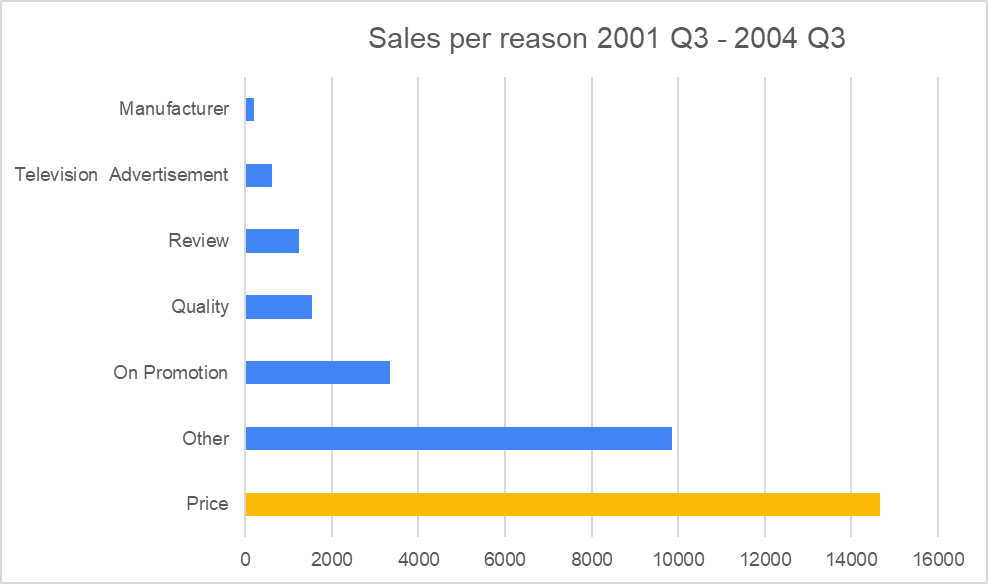 Sales per reason 2001 Q3 - 2004 Q3
Manufacturer
Television  Advertisement
Review
Quality
On Promotion
Other
Price
0 2000 4000 6000 8000 10000 12000 14000 16000